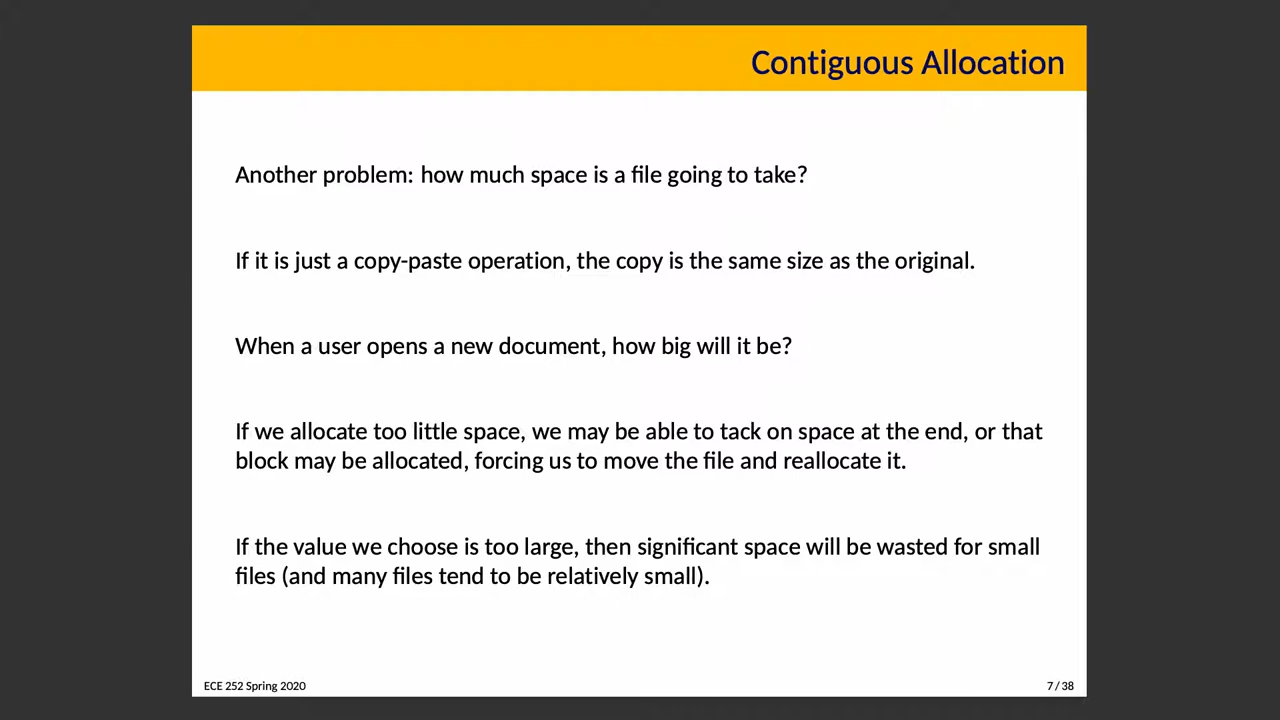 Contiguous Allocation
Another problem: how much space is a file going to take?
If it is just a copy-paste operation, the copy is the same size as the original.
When a user opens a new document, how big will it be?
If we allocate too little space, we may be able to tack on space at the end, or that
block may be allocated, forcing us to move the file and reallocate it.
If the value we choose is too large, then significant space will be wasted for small
files (and many files tend to be relatively small).
ECE 252 Spring 2020
7 / 38